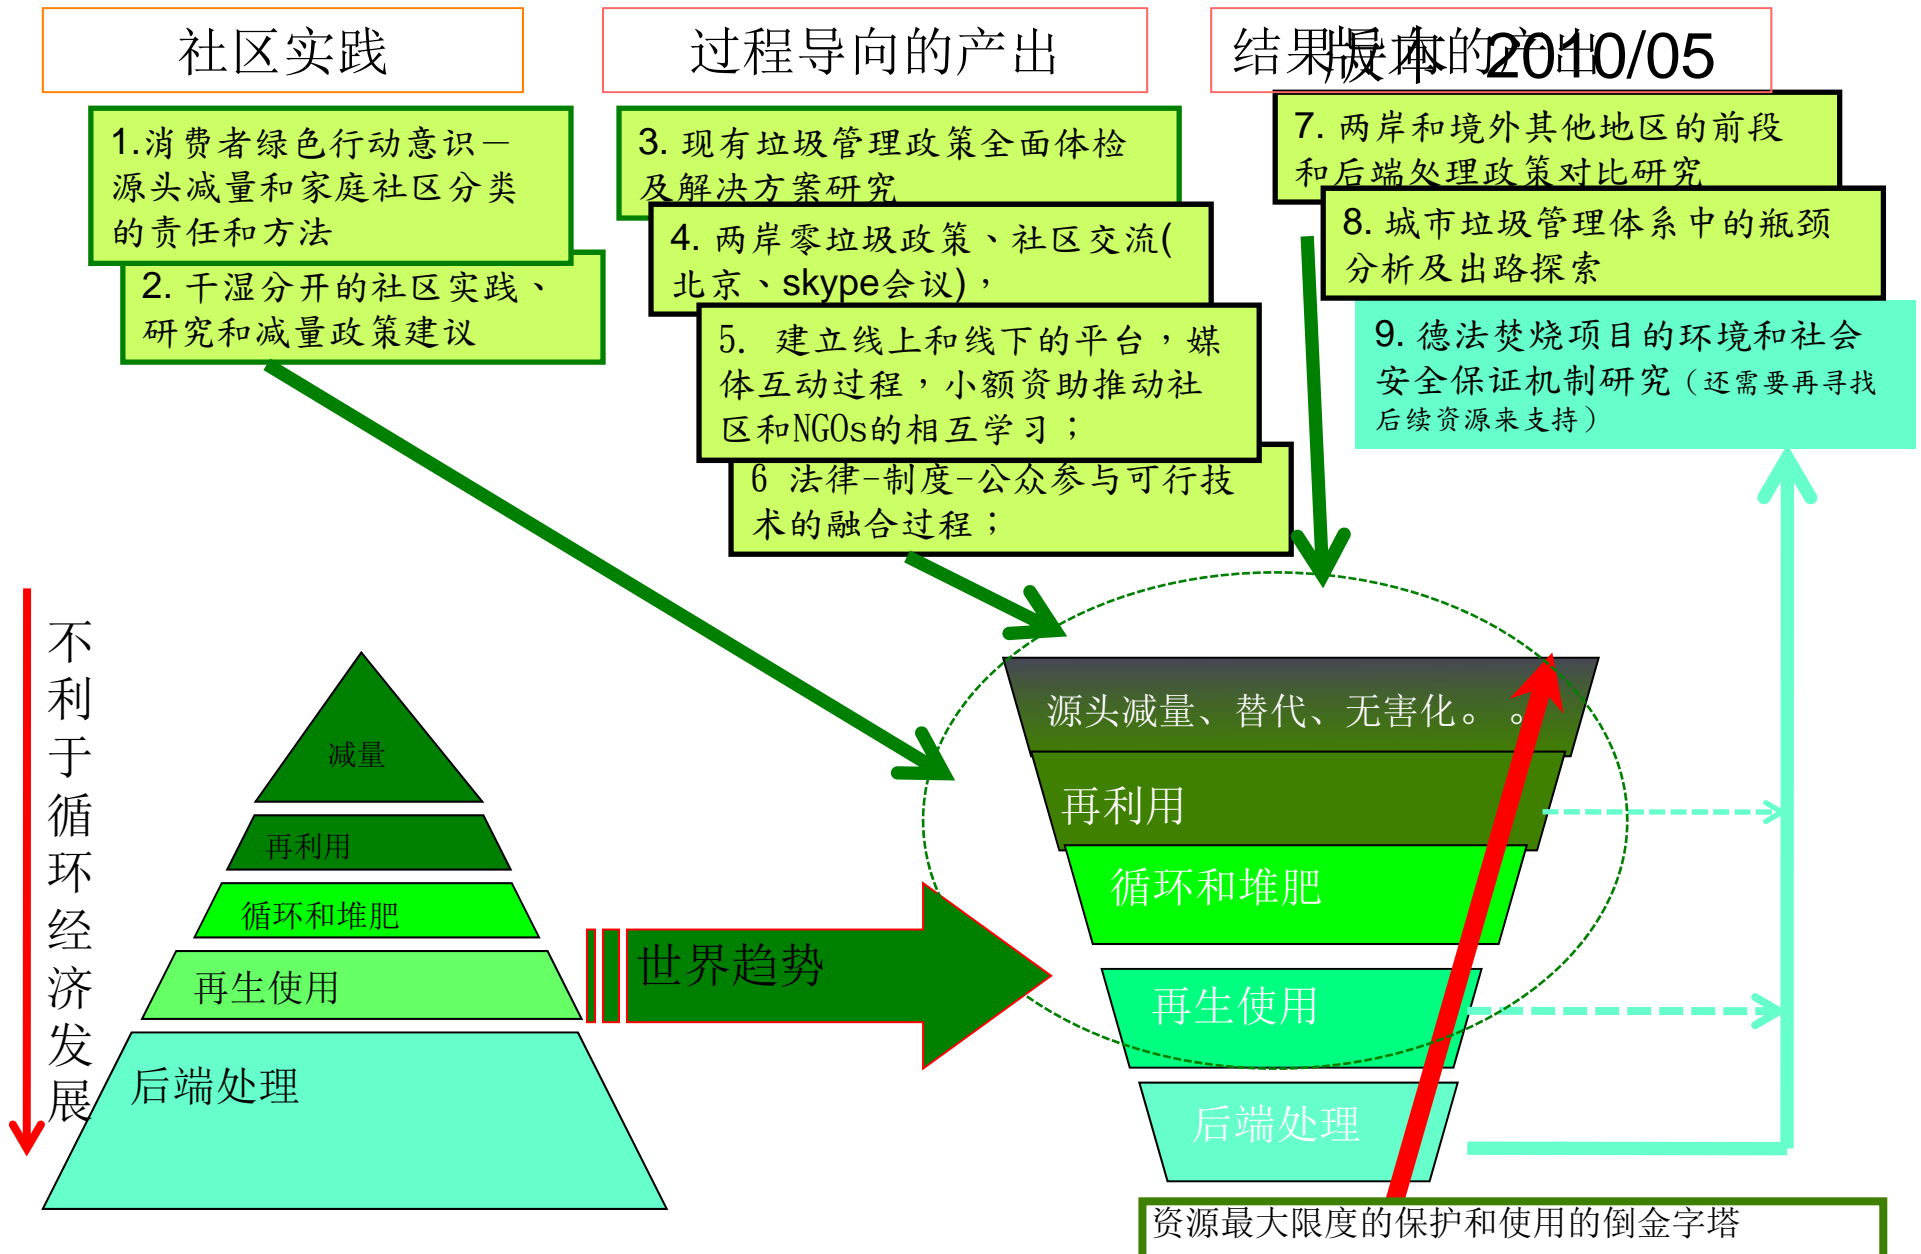 社区实践
过程导向的产出
结果导向的产出
版本 2010/05
1.消费者绿色行动意识－
源头减量和家庭社区分类
的责任和方法
2. 干湿分开的社区实践、
研究和减量政策建议
3. 现有垃圾管理政策全面体检
及解决方案研究
4. 两岸零垃圾政策、社区交流(
北京、skype会议)，
5. 建立线上和线下的平台，媒
体互动过程，小额资助推动社
区和NGOs的相互学习；
6 法律-制度-公众参与可行技
术的融合过程；
7. 两岸和境外其他地区的前段
和后端处理政策对比研究
8. 城市垃圾管理体系中的瓶颈
分析及出路探索
9. 德法焚烧项目的环境和社会
安全保证机制研究（还需要再寻找
后续资源来支持）
不利于循环经济发展
减量
再利用
循环和堆肥
再生使用
后端处理
世界趋势
源头减量、替代、无害化。。
再利用
循环和堆肥
再生使用
后端处理
资源最大限度的保护和使用的倒金字塔